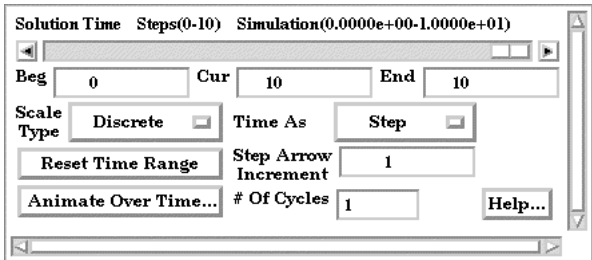 Solution Time Steps(0-10) Simulation(0.0000e+00-1.0000e+01)
Beg 0 Cur 10 End 10
Scale Type Discrete Time As Step
Reset Time Range Step Arrow Increment 1
Animate Over Time... # Of Cycles 1 Help...